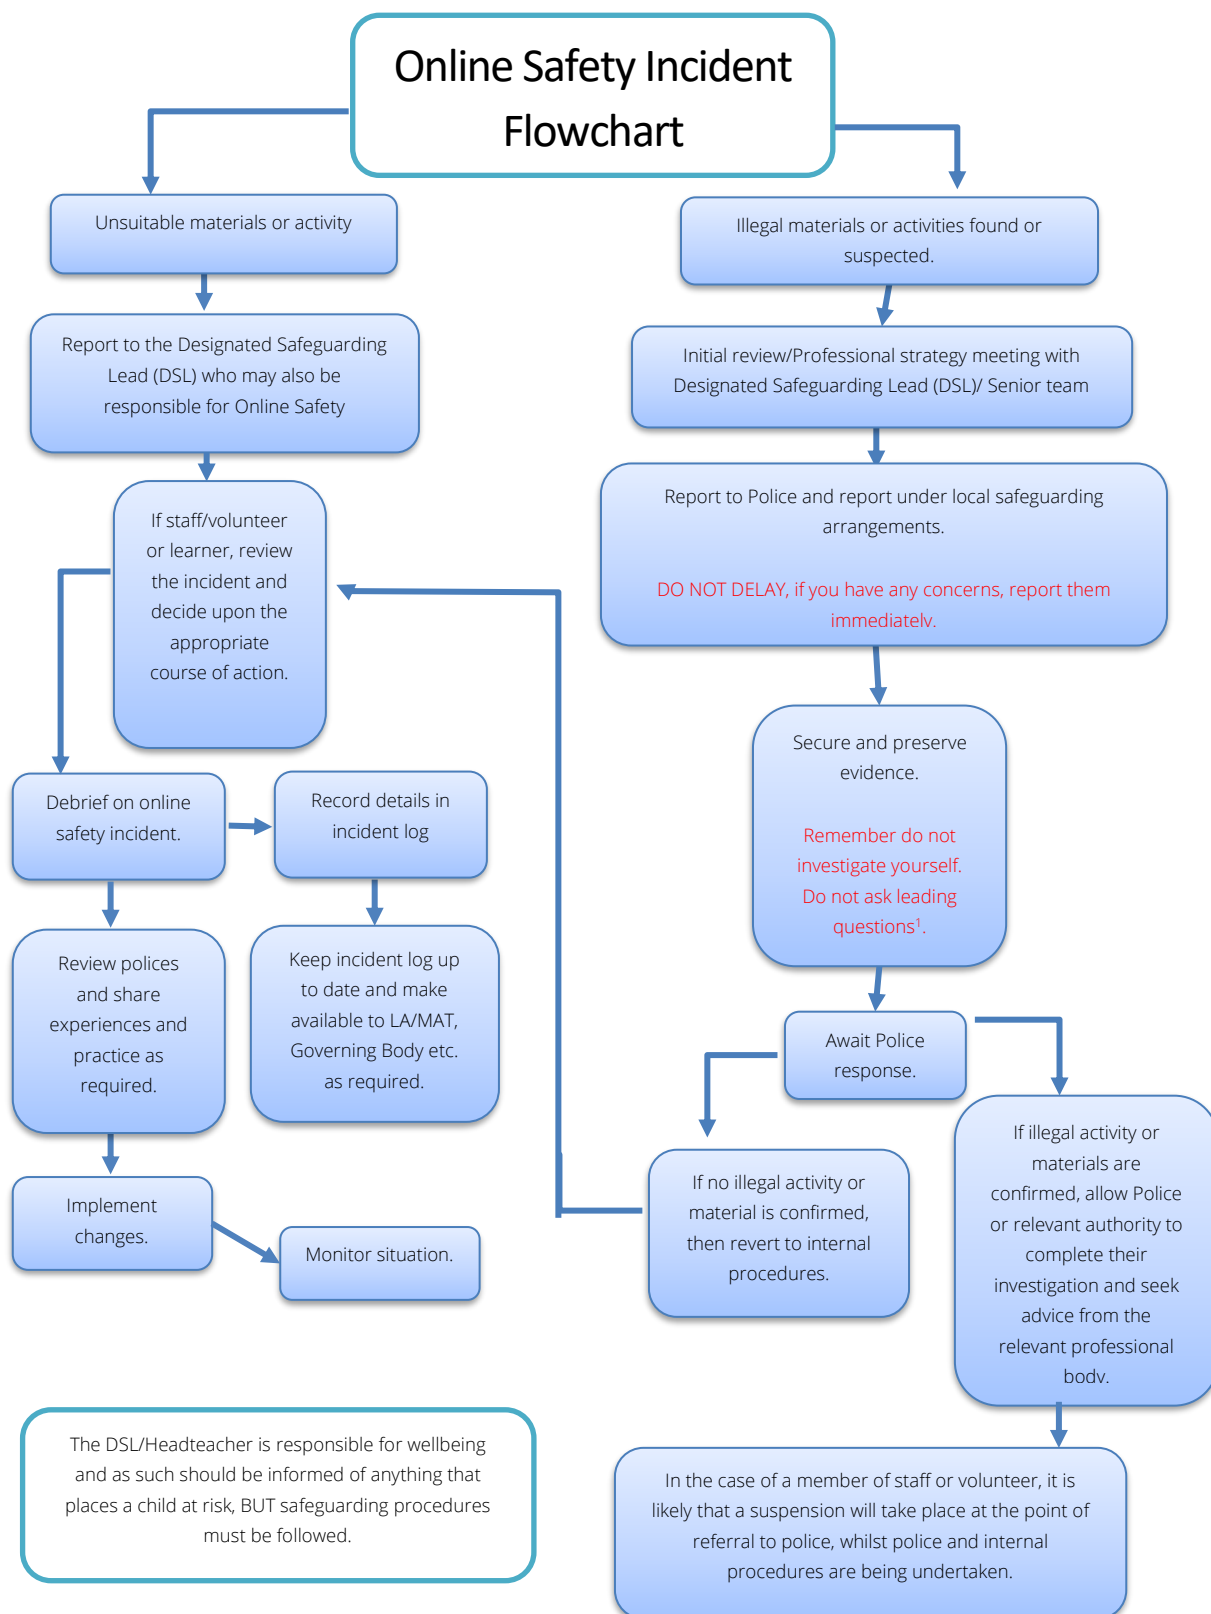 Online Safety Incident
Flowchart
Unsuitable materials or activity
Report to the Designated Safeguarding
Lead (DSL) who may also be
responsible for Online Safety
If staff/volunteer
or learner, review
the incident and
decide upon the
appropriate
course of action.
Debrief on online
safety incident.
Record details in
incident log
Review polices
and share
experiences and
practice as
required.
Keep incident log up
to date and make
available to LA/MAT,
Governing Body etc.
as required.
Implement
changes.
Monitor situation.
Illegal materials or activities found or
suspected.
Initial review/Professional strategy meeting with
Designated Safeguarding Lead (DSL)/ Senior team
Report to Police and report under local safeguarding
arrangements.
DO NOT DELAY, if you have any concerns, report them
immediately.
Secure and preserve
evidence.
Remember do not
investigate yourself.
Do not ask leading
questions¹.
Await Police
response.
If no illegal activity or
material is confirmed,
then revert to internal
procedures.
If illegal activity or
materials are
confirmed, allow Police
or relevant authority to
complete their
investigation and seek
advice from the
relevant professional
body.
In the case of a member of staff or volunteer, it is
likely that a suspension will take place at the point of
referral to police, whilst police and internal
procedures are being undertaken.
The DSL/Headteacher is responsible for wellbeing
and as such should be informed of anything that
places a child at risk, BUT safeguarding procedures
must be followed.